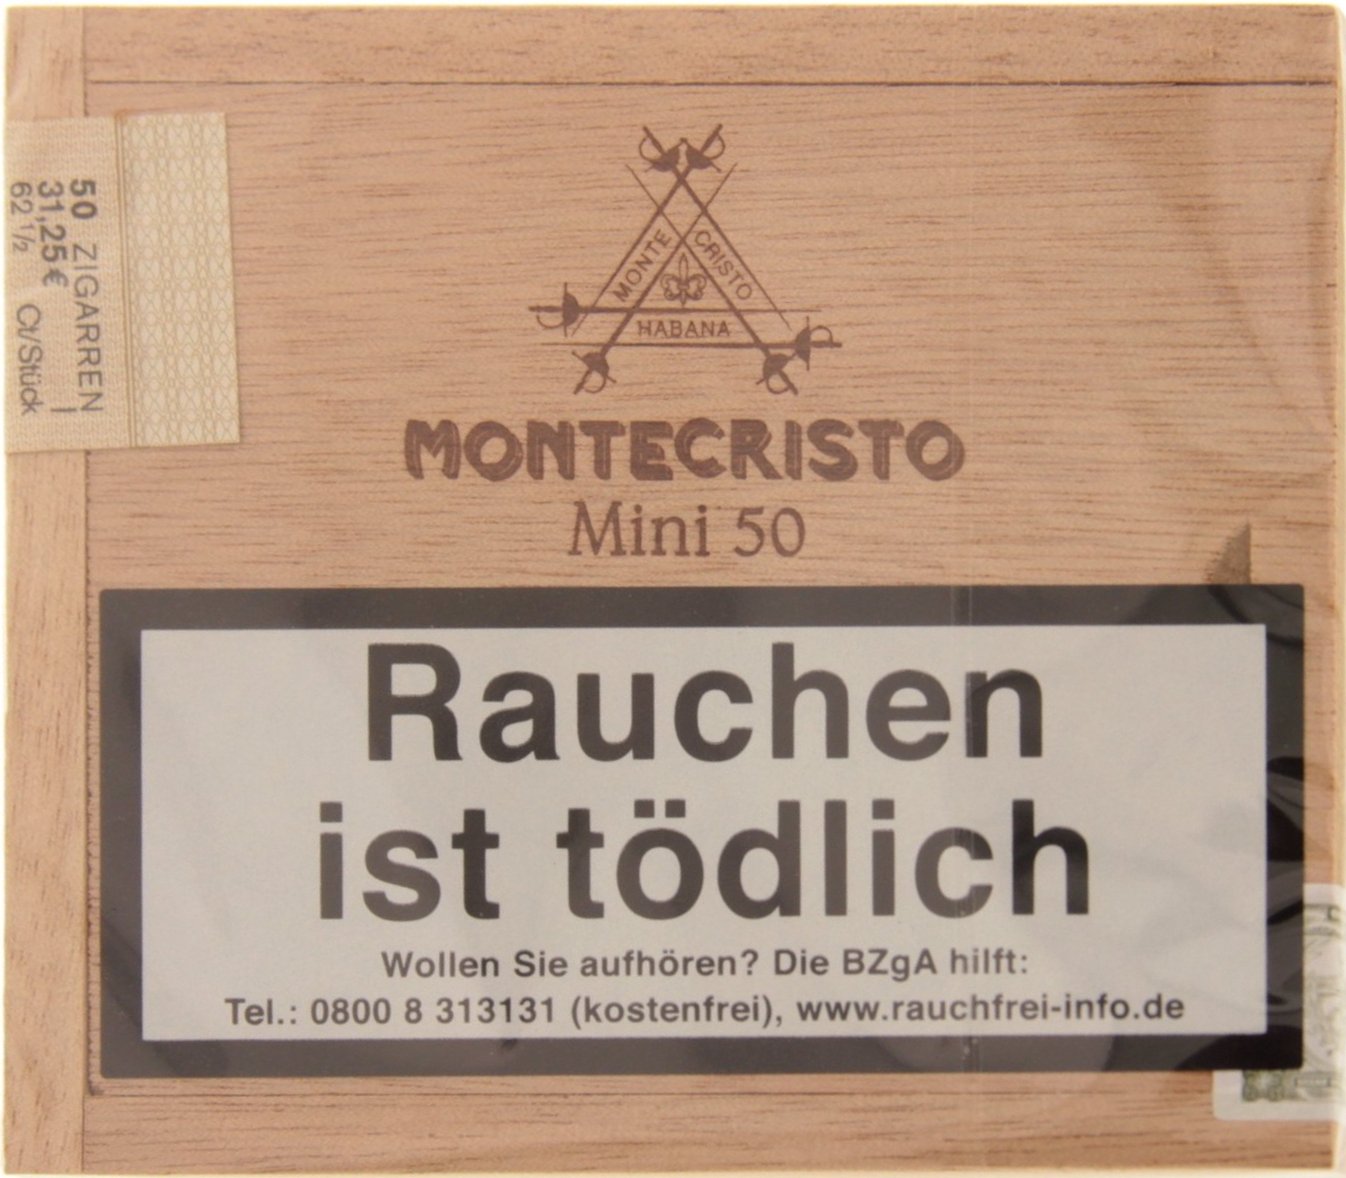 50 ZIGARREN
31,25€ I
62 ½ Ct/Stück
MONTE CRISTO
HABANA
MONTECRISTO
Mini 50
Rauchen
ist tödlich
Wollen Sie aufhören? Die BZgA hilft:
Tel.: 0800 8 313131 (kostenfrei), www.rauchfrei-info.de